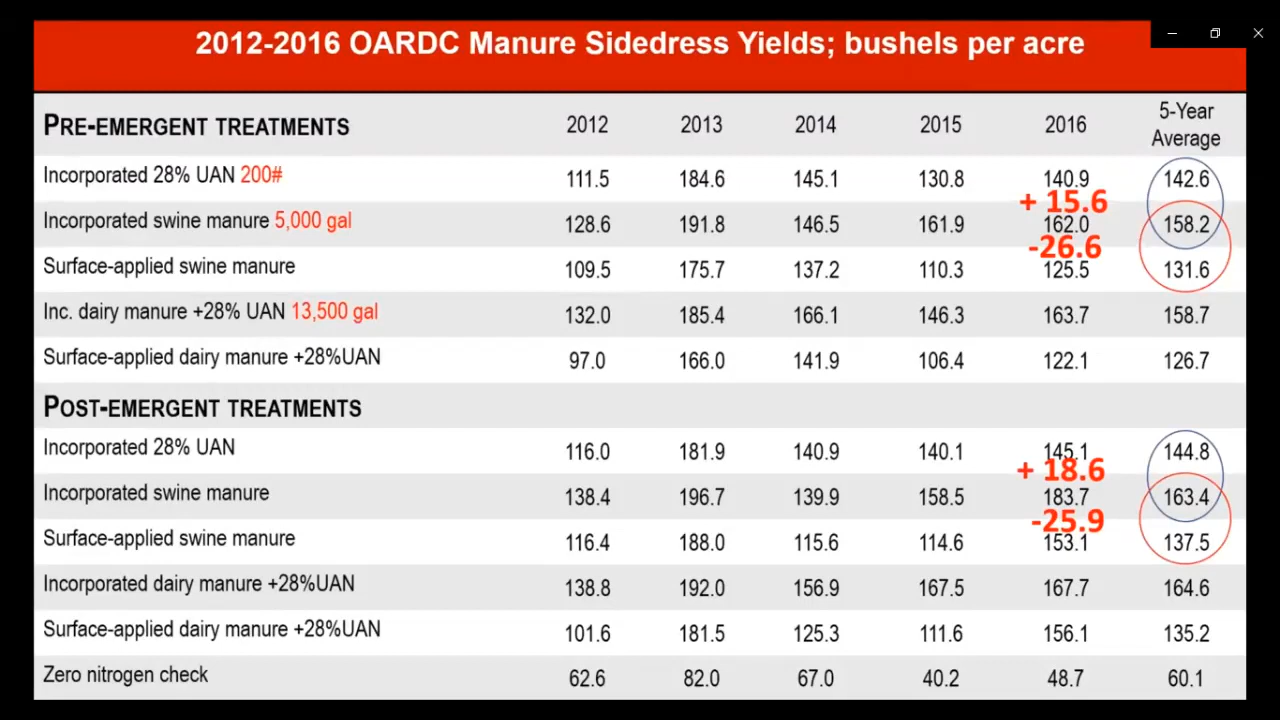 2012-2016 OARDC Manure Sidedress Yields; bushels per acre
PRE-EMERGENT TREATMENTS 2012 2013 2014 2015 2016 5-Year Average
Incorporated 28% UAN 200# 111.5 184.6 145.1 130.8 140.9 142.6
+ 15.6
Incorporated swine manure 5,000 gal 128.6 191.8 146.5 161.9 162.0 158.2
-26.6
Surface-applied swine manure 109.5 175.7 137.2 110.3 125.5 131.6
Inc. dairy manure +28% UAN 13,500 gal 132.0 185.4 166.1 146.3 163.7 158.7
Surface-applied dairy manure +28%UAN 97.0 166.0 141.9 106.4 122.1 126.7
POST-EMERGENT TREATMENTS
Incorporated 28% UAN 116.0 181.9 140.9 140.1 145.1 144.8
+ 18.6
Incorporated swine manure 138.4 196.7 139.9 158.5 183.7 163.4
-25.9
Surface-applied swine manure 116.4 188.0 115.6 114.6 153.1 137.5
Incorporated dairy manure +28%UAN 138.8 192.0 156.9 167.5 167.7 164.6
Surface-applied dairy manure +28%UAN 101.6 181.5 125.3 111.6 156.1 135.2
Zero nitrogen check 62.6 82.0 67.0 40.2 48.7 60.1